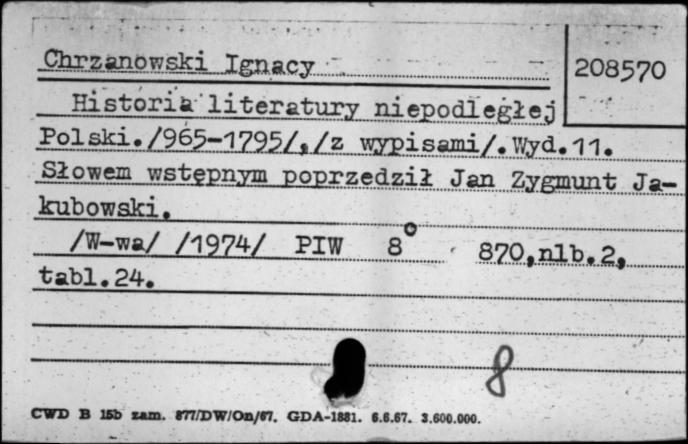 Chrzanowski Ignacy
208570
Historia literatury niepodległej
Polski./965-1795/,/z wypisami/.Wyd.11.
Słowem wstępnym poprzedził Jan Zygmunt Ja-
kubowski.
/W-wa/ /1974/ PIW 8° 870,nlb.2,
tabl.24.
8
CWD B 15b zam. 877/DW/On/67. GDA-1881. 6.6.67. 3.600.000.